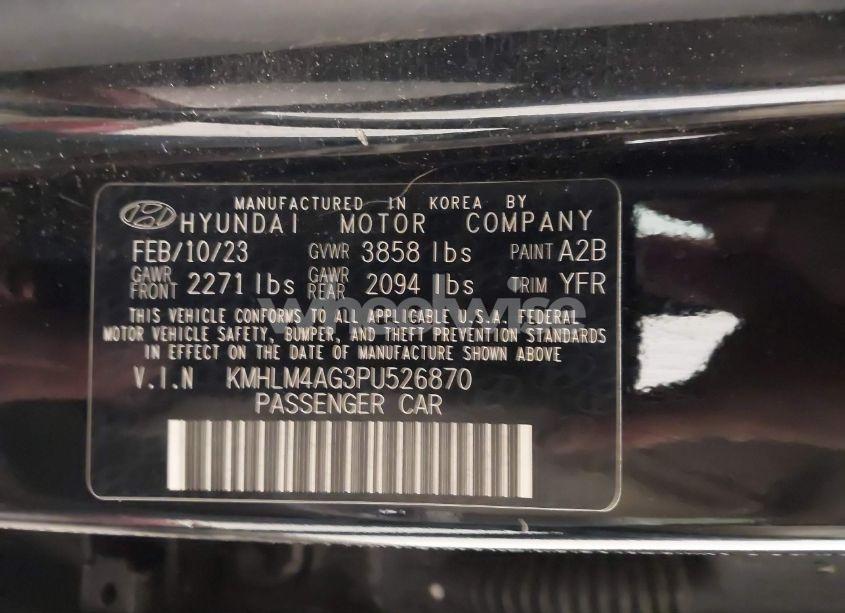 MANUFACTURED IN KOREA BY
HYUNDAI MOTOR COMPANY
FEB/10/23 GVWR 3858 lbs PAINT A2B
GAWR FRONT 2271 lbs GAWR REAR 2094 lbs TRIM YFR
THIS VEHICLE CONFORMS TO ALL APPLICABLE U.S.A. FEDERAL
MOTOR VEHICLE SAFETY, BUMPER, AND THEFT PREVENTION STANDARDS
IN EFFECT ON THE DATE OF MANUFACTURE SHOWN ABOVE
V.I.N KMHLM4AG3PU526870
PASSENGER CAR
wheelwise